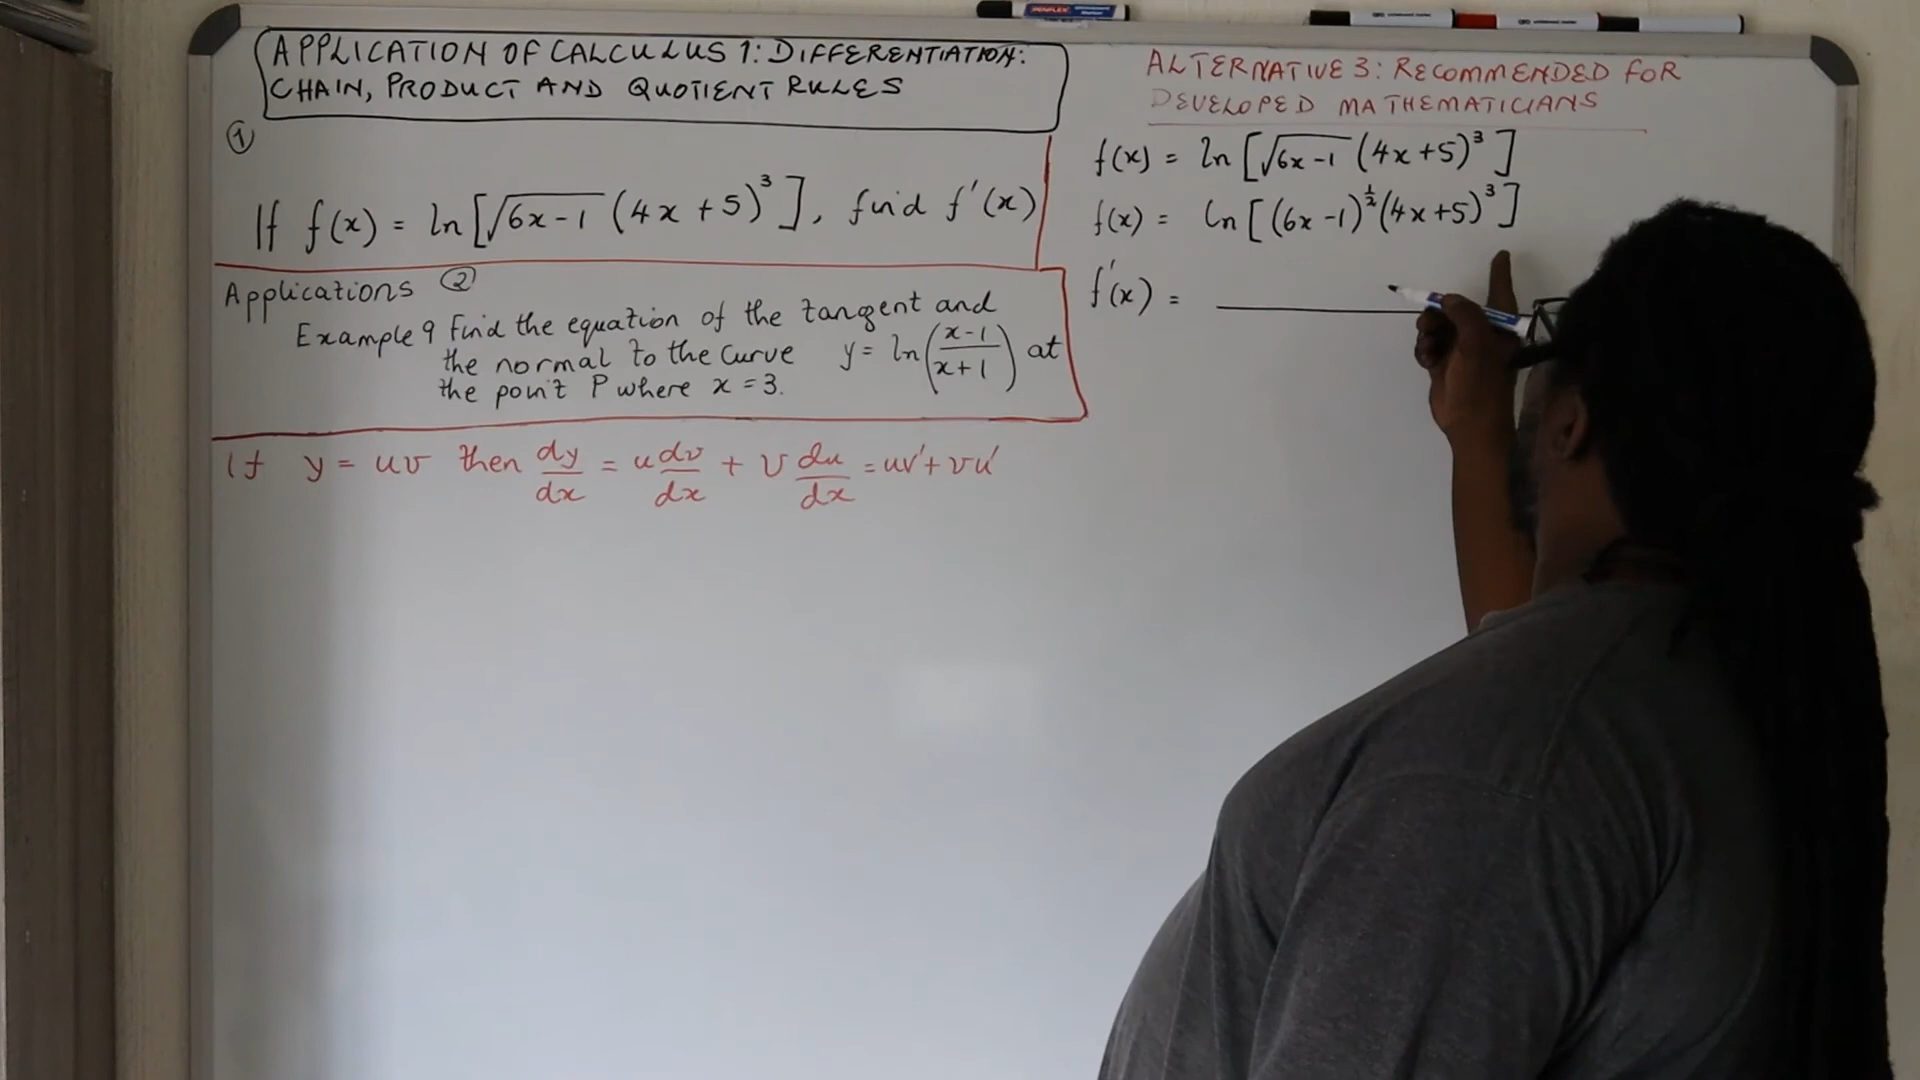 APPLICATION OF CALCULUS 1: DIFFERENTIATION:
CHAIN, PRODUCT AND QUOTIENT RULES
①
If f(x) = ln[√(6x-1) (4x+5)³], find f'(x)
Applications ②
Example 9 Find the equation of the tangent and
the normal to the curve y = ln((x-1)/(x+1)) at
the point P where x = 3.
If y = uv then dy/dx = u dv/dx + v du/dx = uv' + vu'
ALTERNATIVE 3: RECOMMENDED FOR
DEVELOPED MATHEMATICIANS
f(x) = ln[√(6x-1) (4x+5)³]
f(x) = ln[(6x-1)^½ (4x+5)³]
f'(x) =